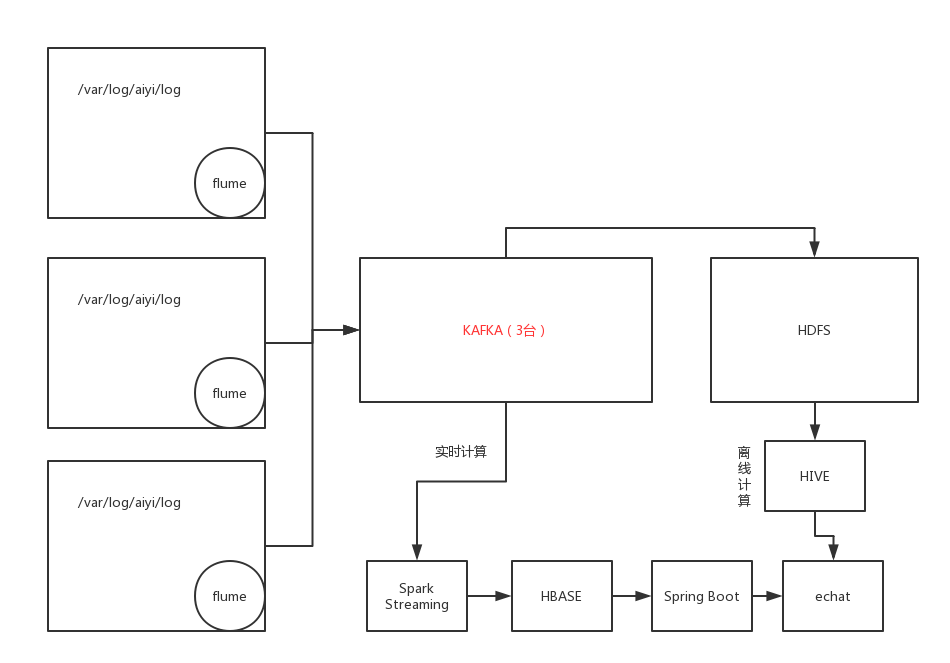 /var/log/aiyi/log
flume
/var/log/aiyi/log
flume
/var/log/aiyi/log
flume
KAFKA（3台）
HDFS
实时计算
离
线
计
算
HIVE
Spark
Streaming
HBASE
Spring Boot
echat